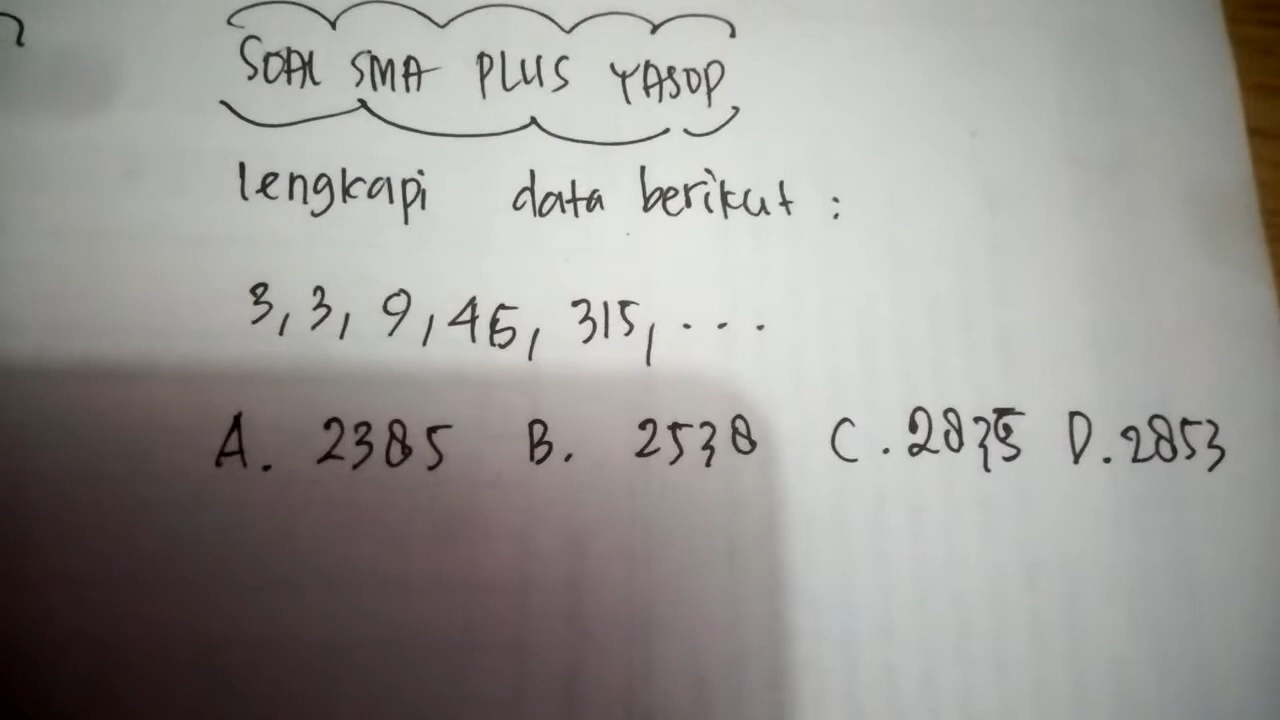 SOAL SMA PLUS YASOP
lengkapi data berikut :
3, 3, 9, 45, 315, ...
A. 2385 B. 2538 C. 2835 D. 2853